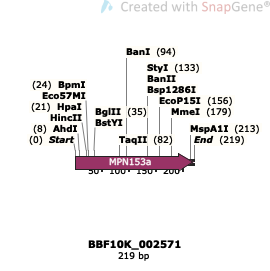 Created with SnapGene®
BanI (94)
StyI (133)
BanII
Bsp1286I
(24) BpmI
Eco57MI
EcoP15I (156)
(21) HpaI
BglII (35)
MmeI (179)
HincII
BstYI
(8) AhdI
MspA1I (213)
(0) Start
TaqII (82)
End (219)
MPN153a
50 100 150 200
BBF10K_002571
219 bp